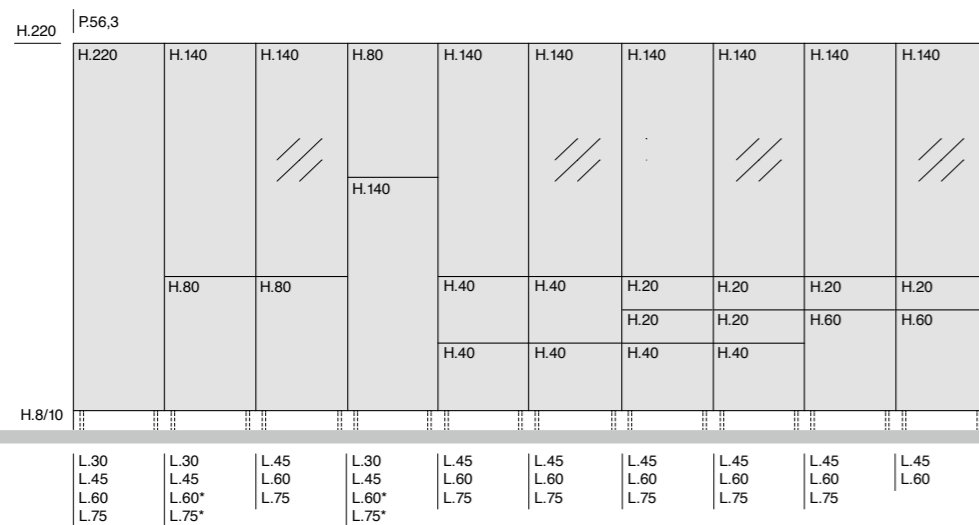 P.56,3
H.220
H.220 H.140 H.140 H.80 H.140 H.140 H.140 H.140 H.140 H.140
H.140
H.80 H.80 H.40 H.40 H.20 H.20 H.20 H.20
H.20 H.20 H.60 H.60
H.40 H.40 H.40 H.40
H.8/10
L.30 L.30 L.45 L.30 L.45 L.45 L.45 L.45 L.45 L.45
L.45 L.45 L.60 L.45 L.60 L.60 L.60 L.60 L.60 L.60
L.60 L.60* L.75 L.60* L.75 L.75 L.75 L.75 L.75
L.75 L.75* L.75*